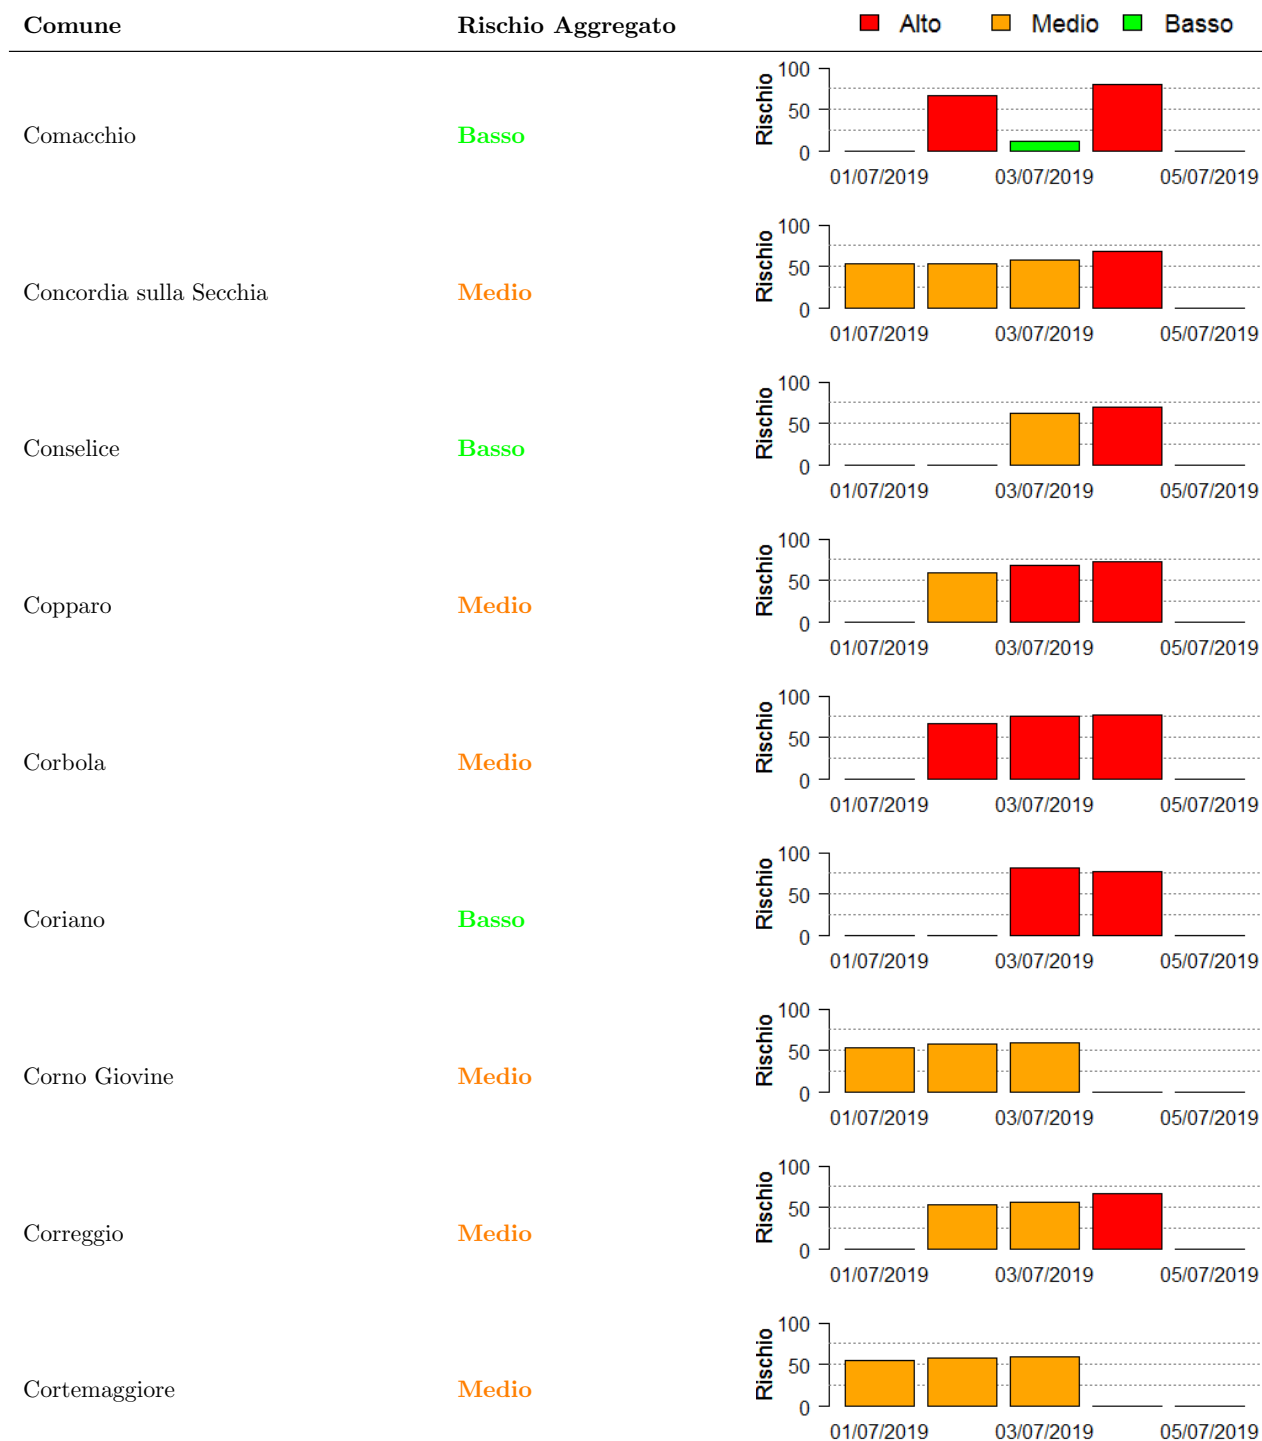 Comune Rischio Aggregato Alto Medio Basso
100
50
0
Rischio
Comacchio Basso
01/07/2019 03/07/2019 05/07/2019
100
50
0
Rischio
Concordia sulla Secchia Medio
01/07/2019 03/07/2019 05/07/2019
100
50
0
Rischio
Conselice Basso
01/07/2019 03/07/2019 05/07/2019
100
50
0
Rischio
Copparo Medio
01/07/2019 03/07/2019 05/07/2019
100
50
0
Rischio
Corbola Medio
01/07/2019 03/07/2019 05/07/2019
100
50
0
Rischio
Coriano Basso
01/07/2019 03/07/2019 05/07/2019
100
50
0
Rischio
Corno Giovine Medio
01/07/2019 03/07/2019 05/07/2019
100
50
0
Rischio
Correggio Medio
01/07/2019 03/07/2019 05/07/2019
100
50
0
Rischio
Cortemaggiore Medio
01/07/2019 03/07/2019 05/07/2019